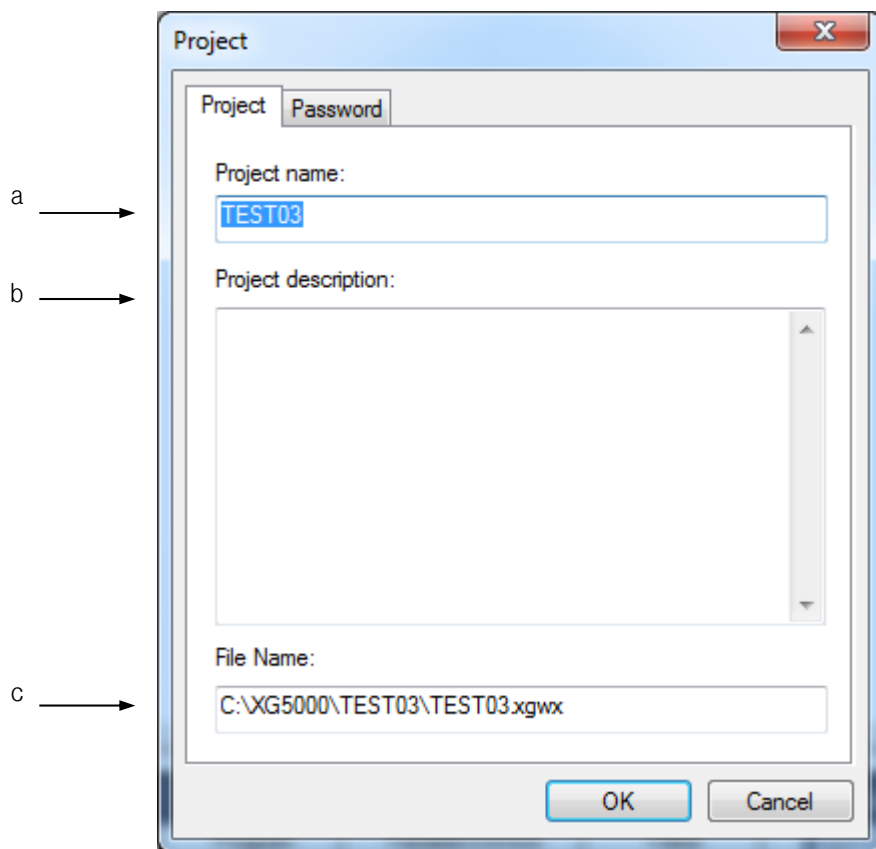 Project
Project Password
Project name:
a
TEST03
Project description:
b
File Name:
c
C:\XG5000\TEST03\TEST03.xgwx
OK Cancel